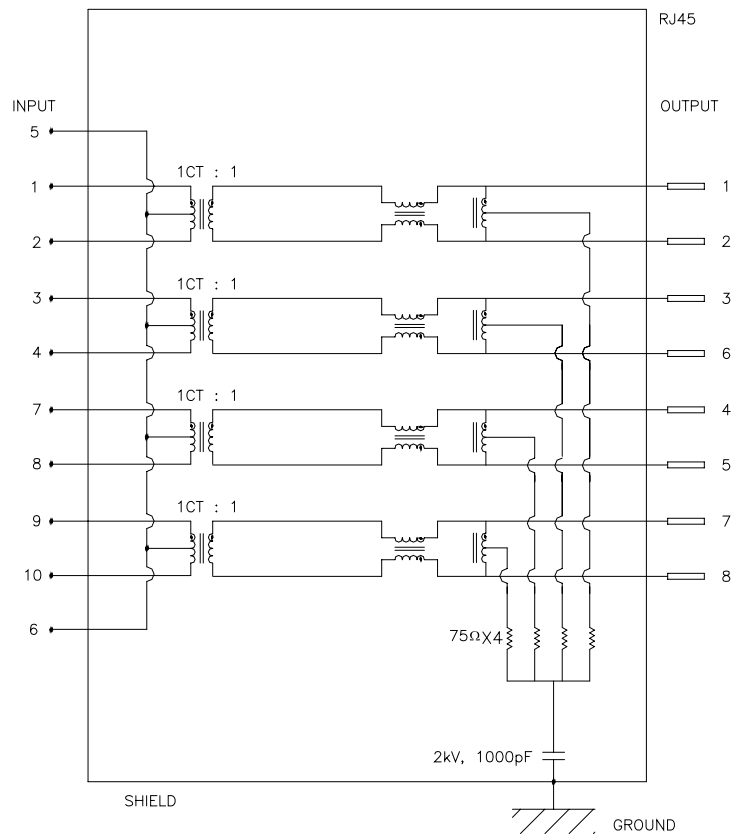 RJ45
INPUT
OUTPUT
5
1CT : 1
1
1
2
2
1CT : 1
3
3
4
6
1CT : 1
7
4
8
5
1CT : 1
9
7
10
8
6
75ΩX4
2kV, 1000pF
SHIELD
GROUND